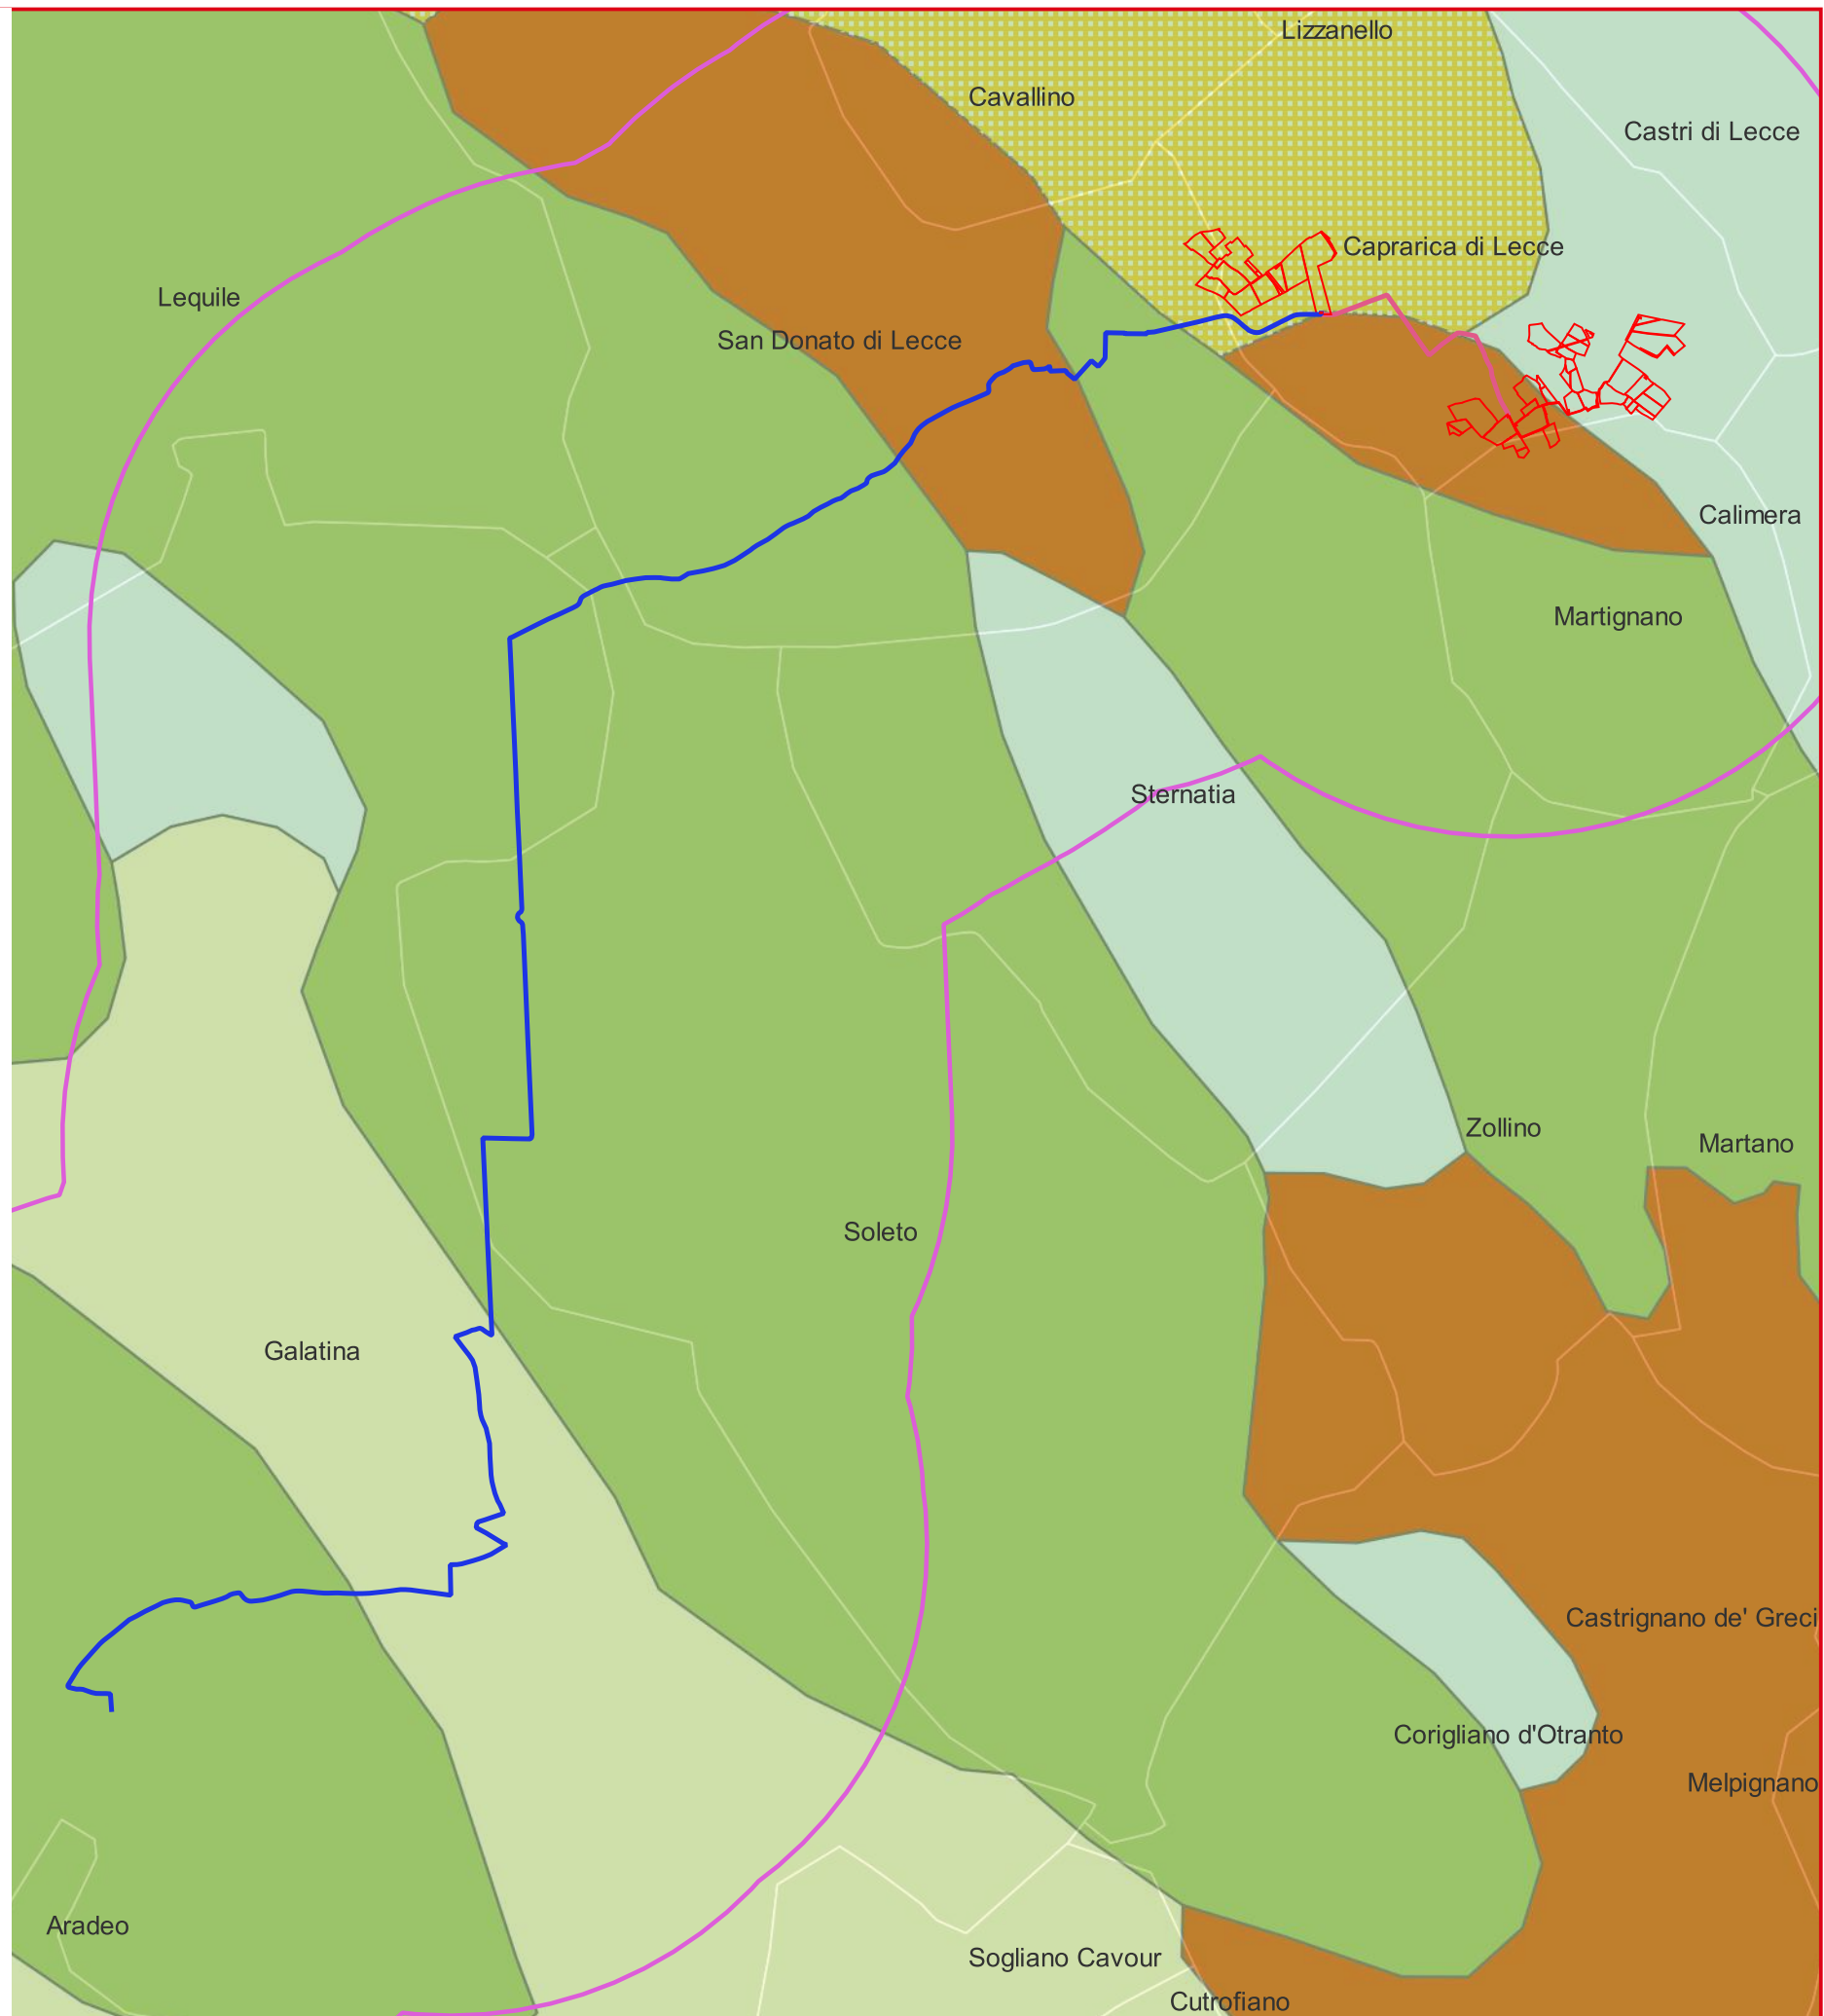 Lizzanello
Cavallino
Castri di Lecce
Caprarica di Lecce
Lequile
San Donato di Lecce
Calimera
Martignano
Sternatia
Zollino
Martano
Soleto
Galatina
Castrignano de' Greci
Corigliano d'Otranto
Melpignano
Aradeo
Sogliano Cavour
Cutrofiano